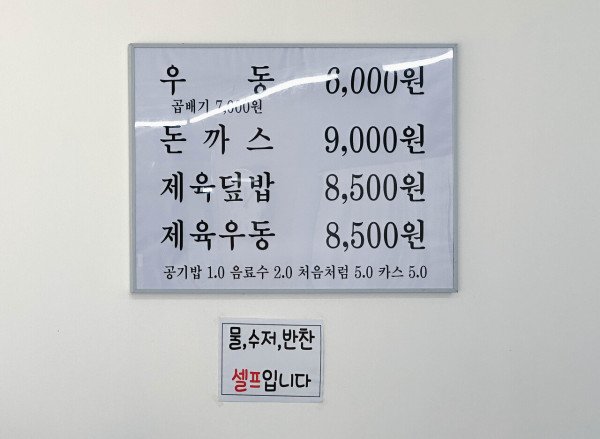 우 동 6,000원
곱배기 7,000원
돈 까 스 9,000원
제육덮밥 8,500원
제육우동 8,500원
공기밥 1.0 음료수 2.0 처음처럼 5.0 카스 5.0
물,수저,반찬
셀프입니다